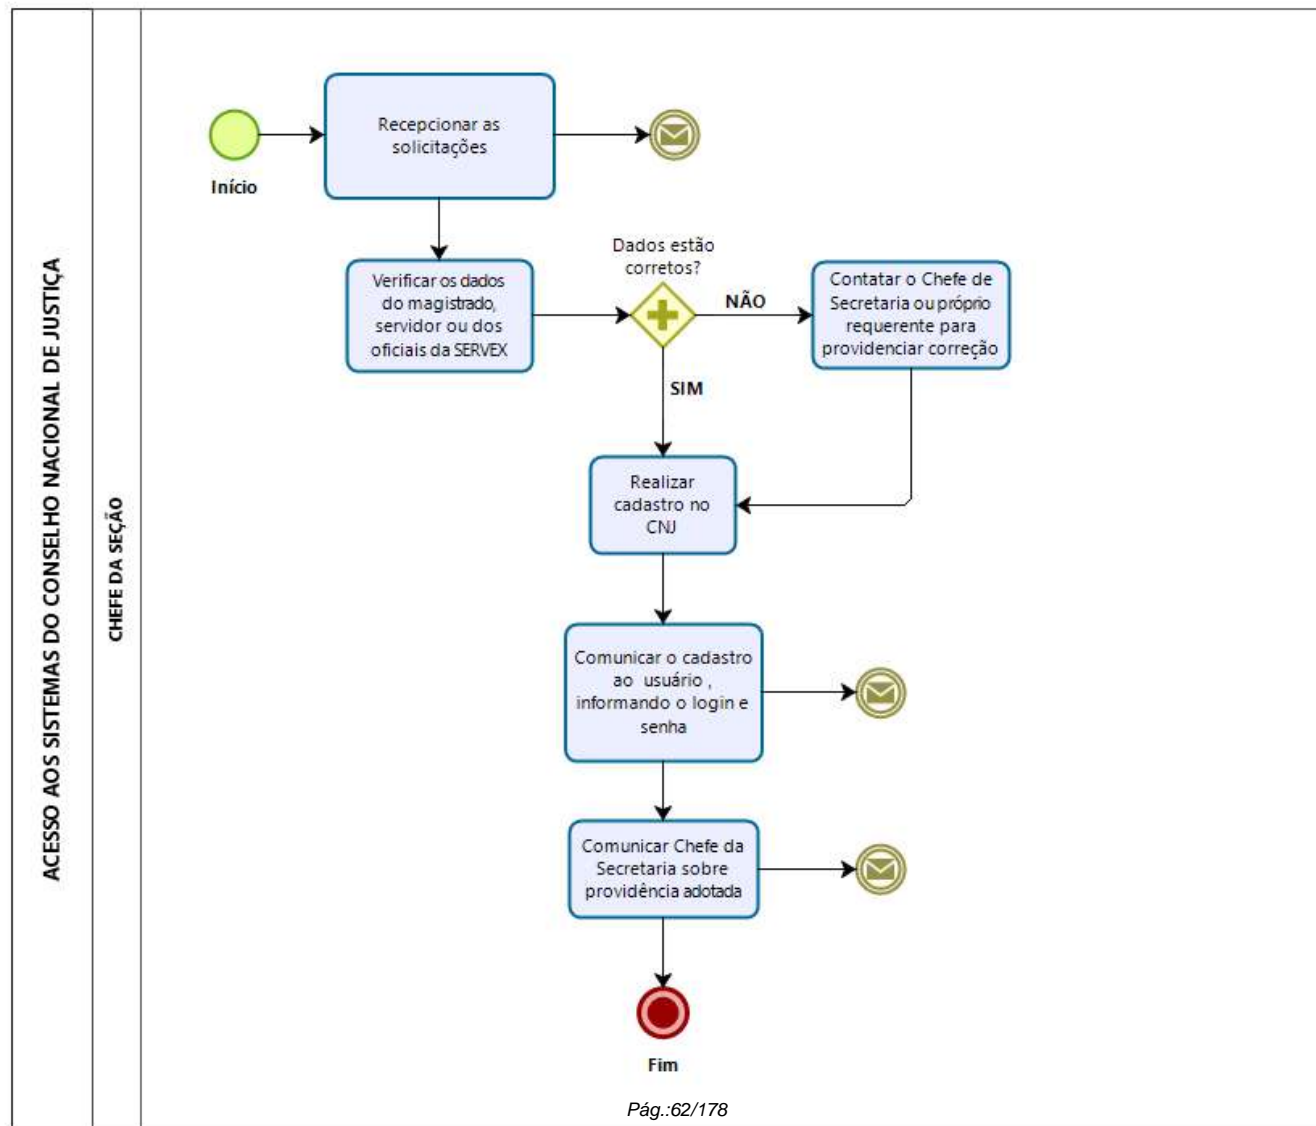 ACESSO AOS SISTEMAS DO CONSELHO NACIONAL DE JUSTIÇA
CHEFE DA SEÇÃO
Início
Recepcionar as
solicitações
Verificar os dados
do magistrado,
servidor ou dos
oficiais da SERVEX
Dados estão
corretos?
NÃO
Contatar o Chefe de
Secretaria ou próprio
requerente para
providenciar correção
SIM
Realizar
cadastro no
CNJ
Comunicar o cadastro
ao usuário ,
informando o login e
senha
Comunicar Chefe da
Secretaria sobre
providência adotada
Fim
Pág.:62/178